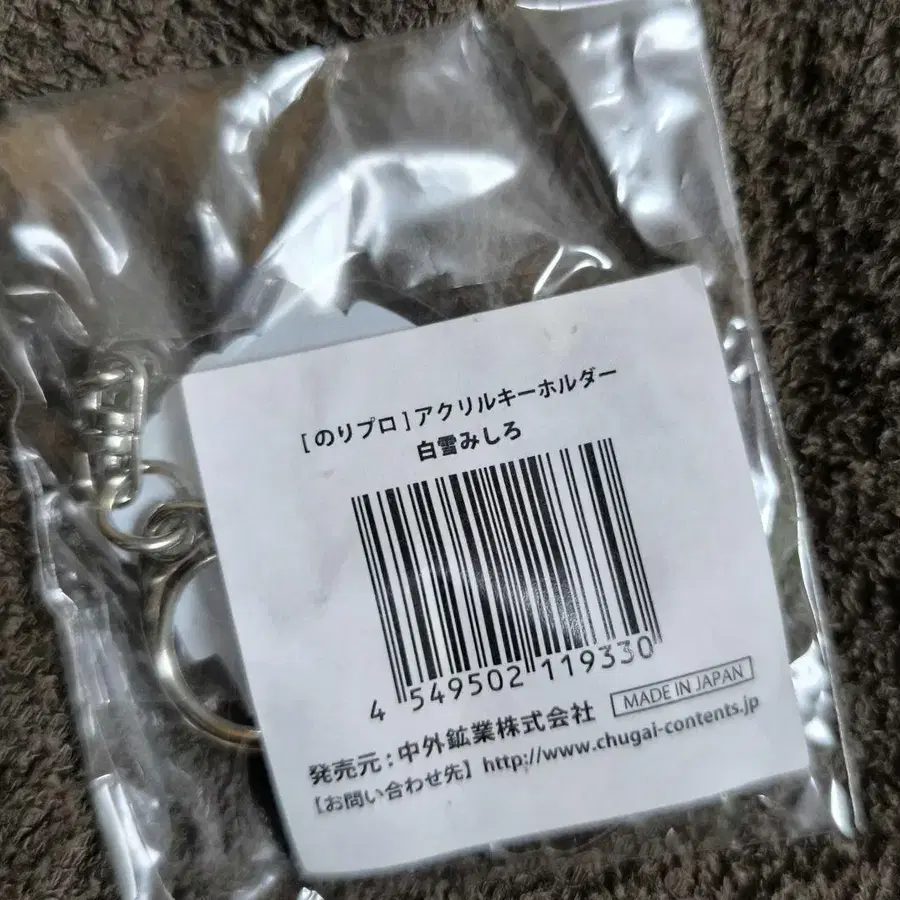 [のりプロ]アクリルキーホルダー
白雪みしろ
4 549502 119330
発売元:中外鉱業株式会社 MADE IN JAPAN
【お問い合わせ先】http://www.chugai-contents.jp